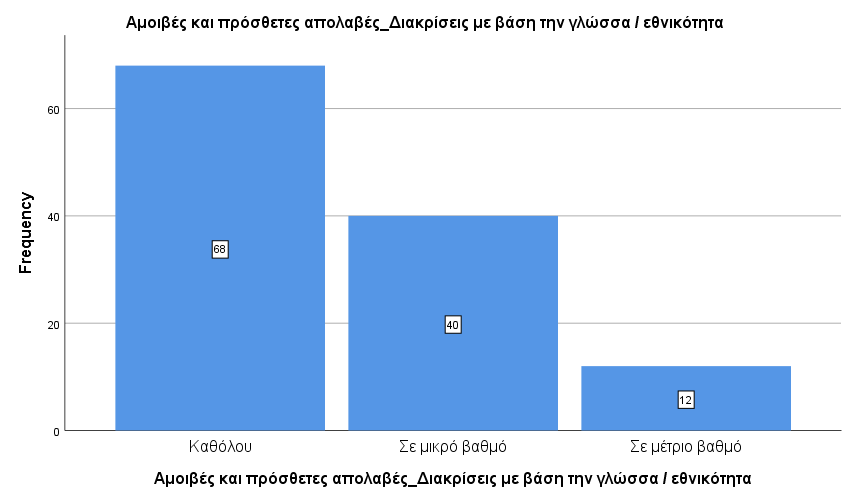 Αμοιβές και πρόσθετες απολαβές_Διακρίσεις με βάση την γλώσσα / εθνικότητα
Frequency
60
40
20
0
68
40
12
Καθόλου
Σε μικρό βαθμό
Σε μέτριο βαθμό
Αμοιβές και πρόσθετες απολαβές_Διακρίσεις με βάση την γλώσσα / εθνικότητα